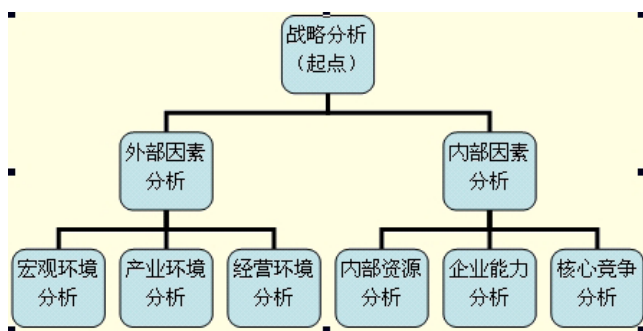 战略分析
（起点）
外部因素
分析
内部因素
分析
宏观环境
分析
产业环境
分析
经营环境
分析
内部资源
分析
企业能力
分析
核心竞争
分析